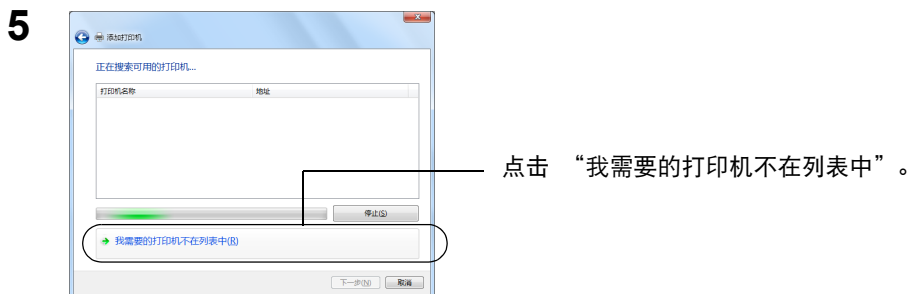 5
添加打印机
正在搜索可用的打印机...
打印机名称 地址
停止(S)
点击 “我需要的打印机不在列表中”。
我需要的打印机不在列表中(R)
下一步(N) 取消